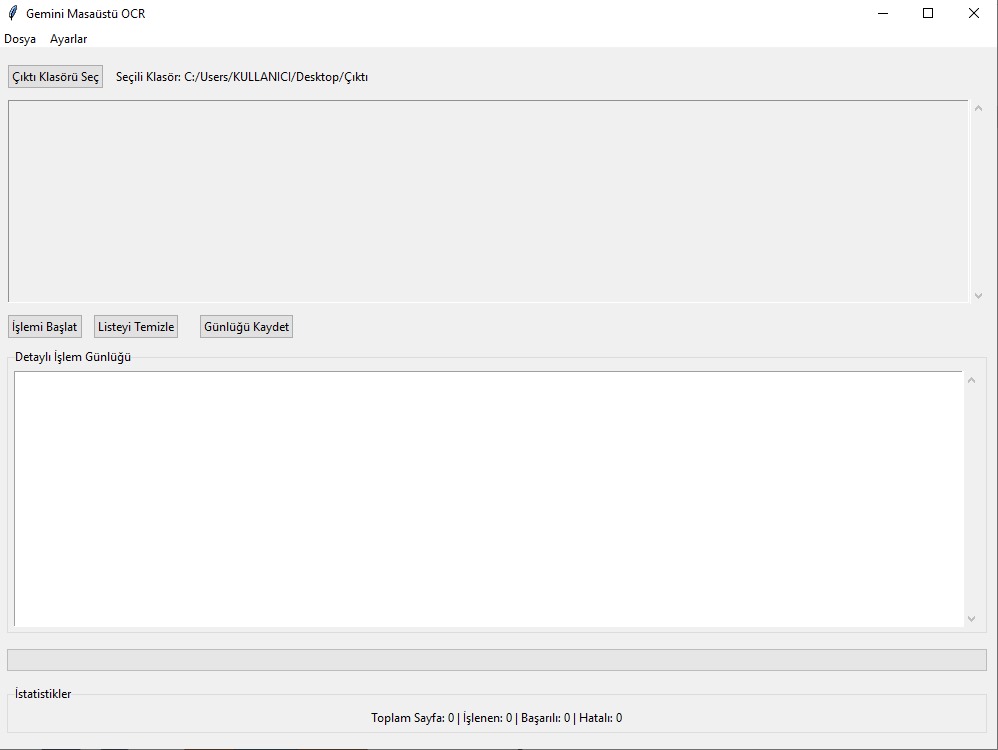 Gemini Masaüstü OCR
Dosya Ayarlar
Çıktı Klasörü Seç Seçili Klasör: C:/Users/KULLANICI/Desktop/Çıktı
İşlemi Başlat Listeyi Temizle Günlüğü Kaydet
Detaylı İşlem Günlüğü
İstatistikler
Toplam Sayfa: 0 | İşlenen: 0 | Başarılı: 0 | Hatalı: 0